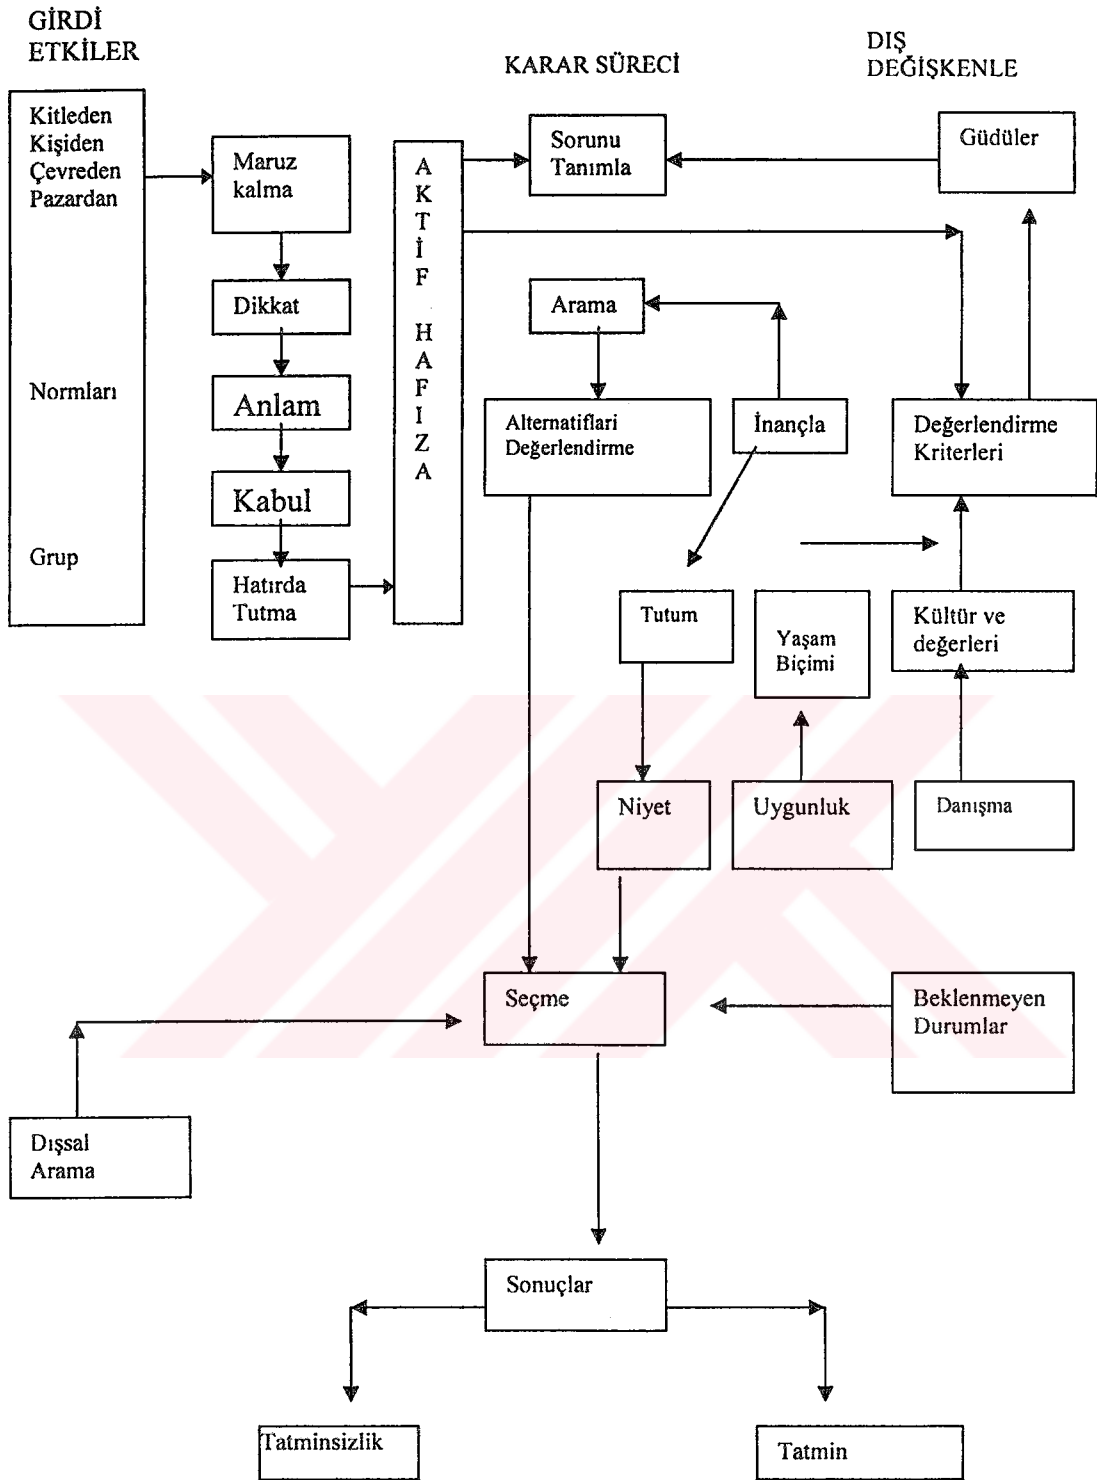 GİRDİ
ETKİLER
KARAR SÜRECİ
DIŞ
DEĞİŞKENLE
Kitleden
Kişiden
Çevreden
Pazardan
Normları
Grup
Maruz
kalma
Dikkat
Anlam
Kabul
Hatırda
Tutma
A
K
T
İ
F
H
A
F
I
Z
A
Sorunu
Tanımla
Güdüler
Arama
Alternatiflari
Değerlendirme
İnançla
Değerlendirme
Kriterleri
Tutum
Yaşam
Biçimi
Kültür ve
değerleri
Niyet
Uygunluk
Danışma
Seçme
Beklenmeyen
Durumlar
Dışsal
Arama
Sonuçlar
Tatminsizlik
Tatmin